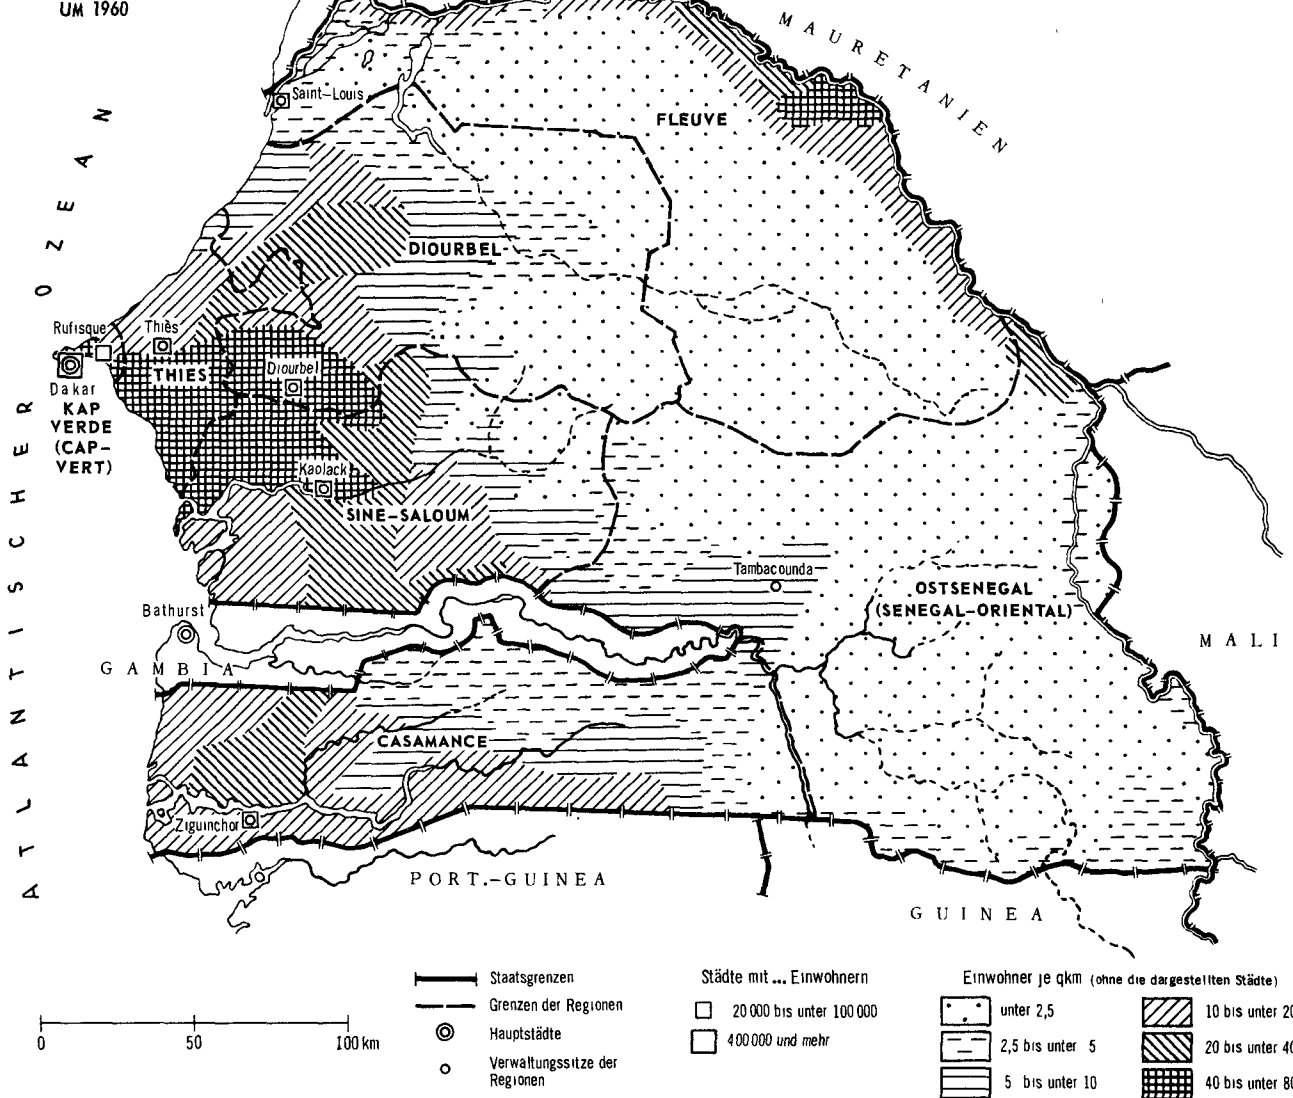 UM 1960
MAURETANIEN
Saint-Louis
FLEUVE
ATLANTISCHER OZEAN
DIOURBEL
Rufisque
Thiès
THIES
Diourbel
Dakar
KAP
VERDE
(CAP-
VERT)
Kaolack
SINE-SALOUM
Tambacounda
OSTSENEGAL
(SENEGAL-ORIENTAL)
Bathurst
GAMBIA
MALI
CASAMANCE
Ziguinchor
PORT.-GUINEA
GUINEA
Staatsgrenzen
Grenzen der Regionen
Hauptstädte
Verwaltungssitze der
Regionen
0 50 100 km
Städte mit ... Einwohnern
20 000 bis unter 100 000
400 000 und mehr
Einwohner je qkm (ohne die dargestellten Städte)
unter 2,5
2,5 bis unter 5
5 bis unter 10
10 bis unter 20
20 bis unter 40
40 bis unter 80